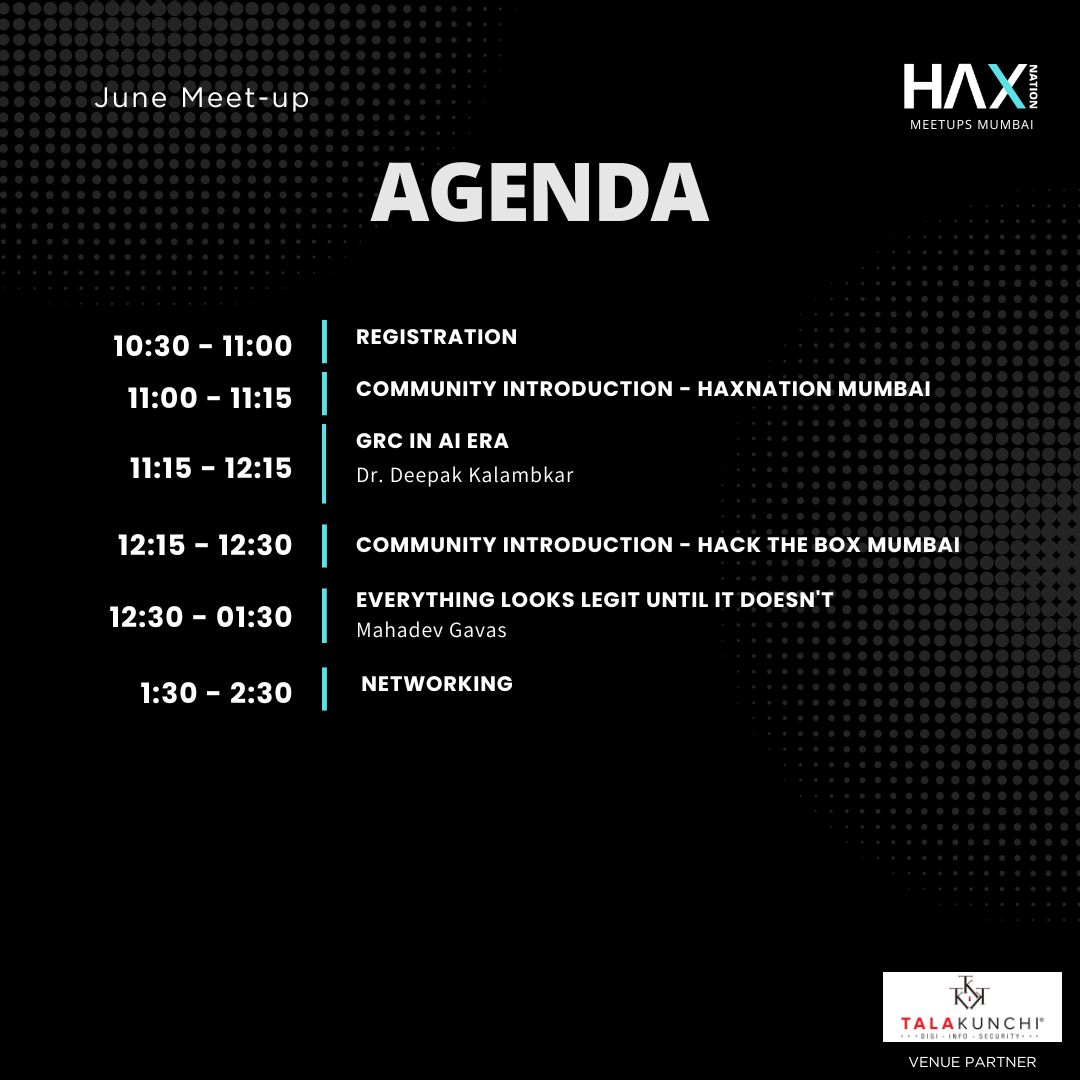 June Meet-up
HAX NATION
MEETUPS MUMBAI
AGENDA
10:30 - 11:00 REGISTRATION
11:00 - 11:15 COMMUNITY INTRODUCTION - HAXNATION MUMBAI
11:15 - 12:15 GRC IN AI ERA
Dr. Deepak Kalambkar
12:15 - 12:30 COMMUNITY INTRODUCTION - HACK THE BOX MUMBAI
12:30 - 01:30 EVERYTHING LOOKS LEGIT UNTIL IT DOESN'T
Mahadev Gavas
1:30 - 2:30 NETWORKING
TKT
TALAKUNCHI®
DIGI - INFO - SECURITY
VENUE PARTNER